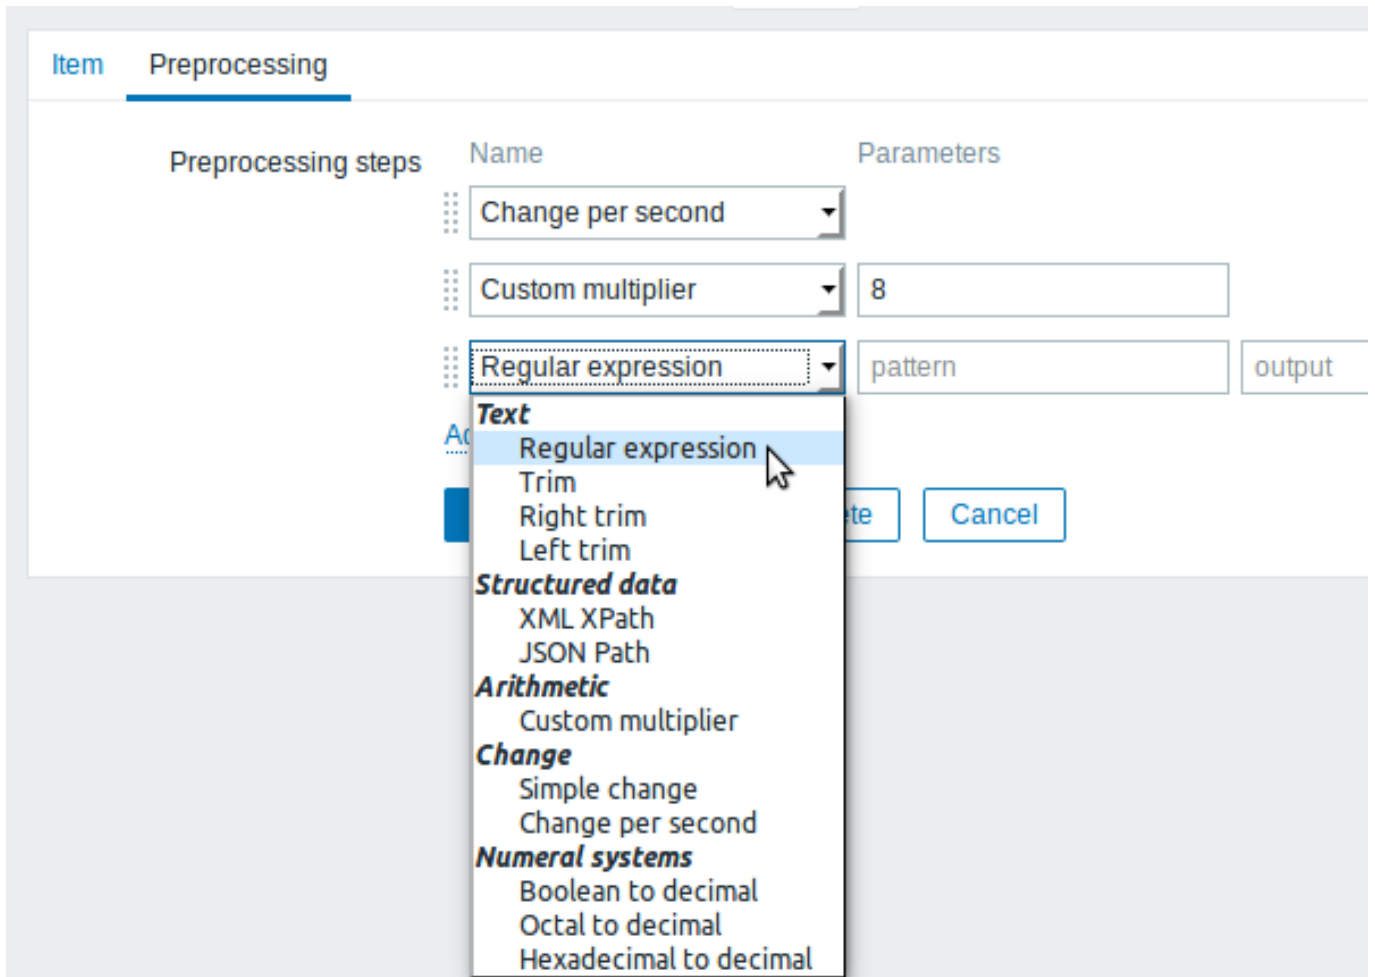 Item Preprocessing
Preprocessing steps Name Parameters
Change per second
Custom multiplier 8
Regular expression pattern output
Text
Regular expression
Trim
Right trim
Cancel
Left trim
Structured data
XML XPath
JSON Path
Arithmetic
Custom multiplier
Change
Simple change
Change per second
Numeral systems
Boolean to decimal
Octal to decimal
Hexadecimal to decimal